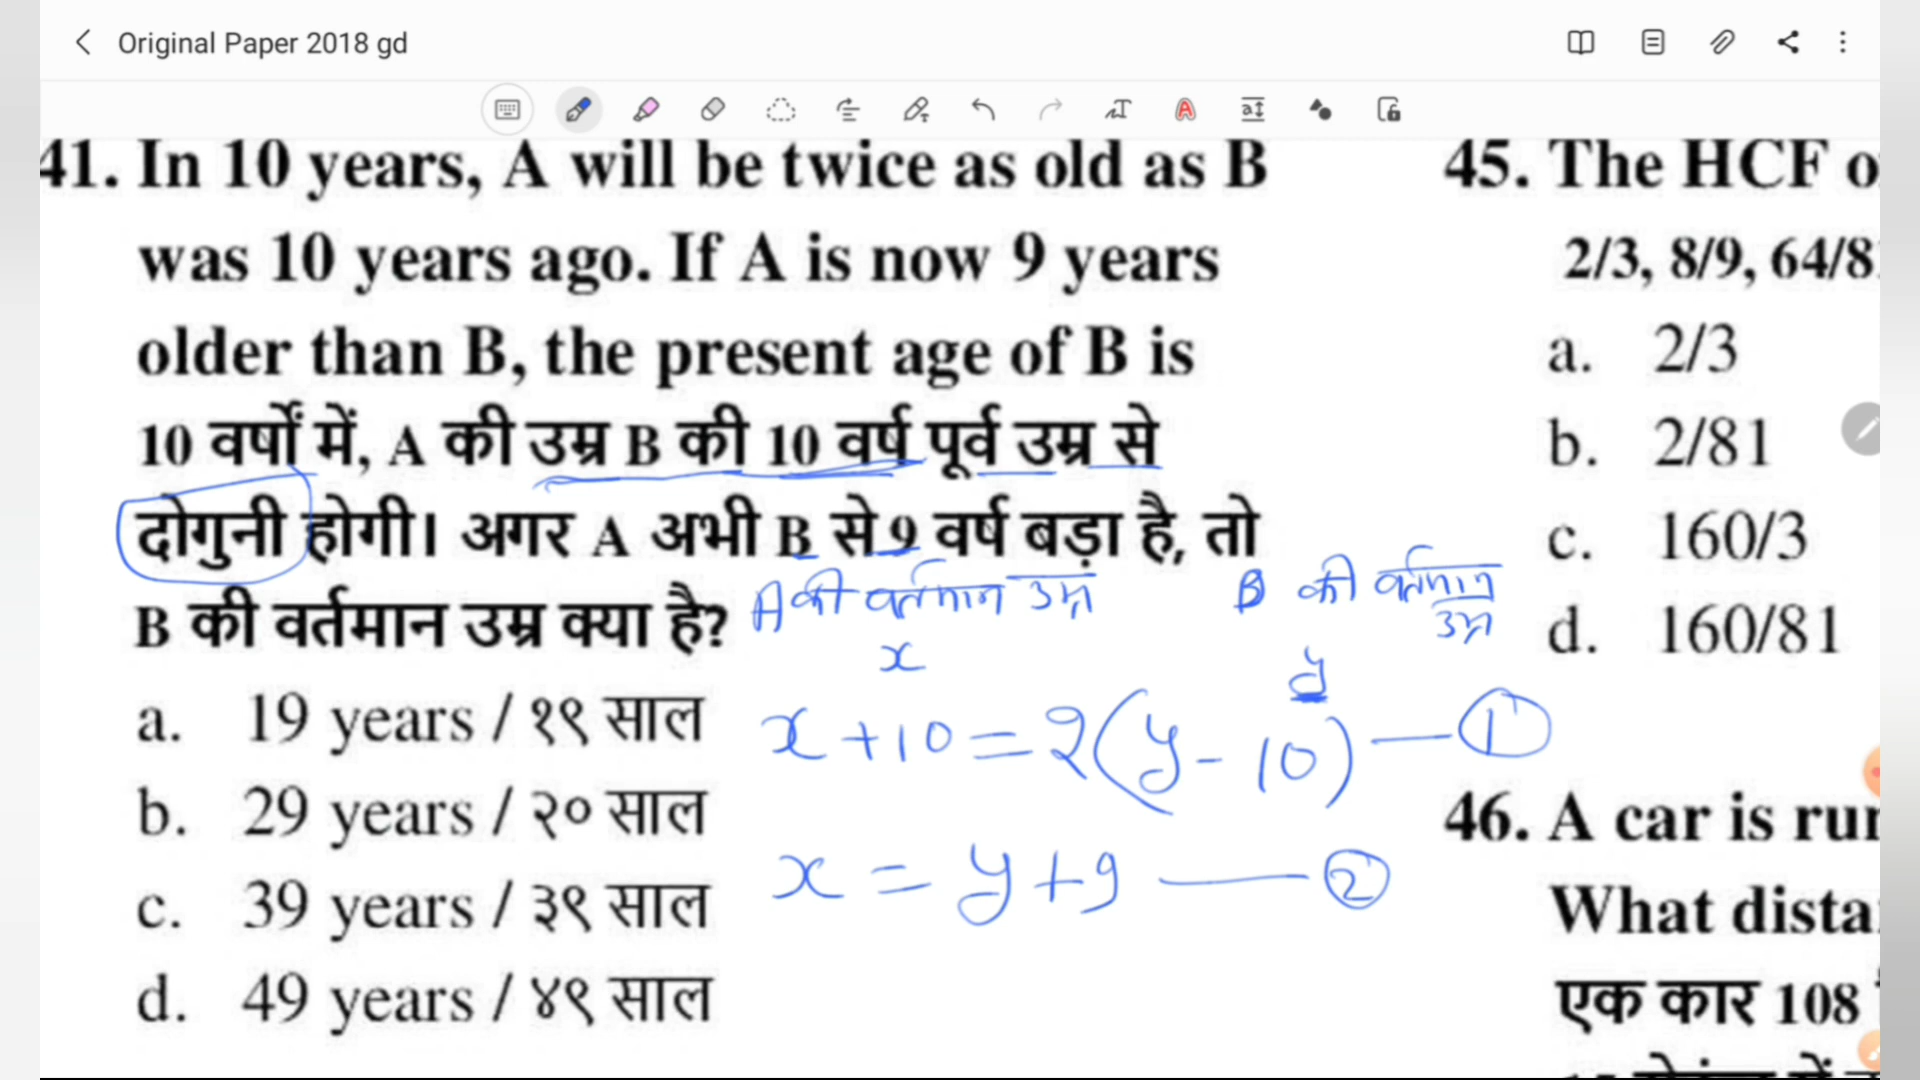 Original Paper 2018 gd
41. In 10 years, A will be twice as old as B
was 10 years ago. If A is now 9 years
older than B, the present age of B is
10 वर्षों में, A की उम्र B की 10 वर्ष पूर्व उम्र से
दोगुनी होगी। अगर A अभी B से 9 वर्ष बड़ा है, तो
B की वर्तमान उम्र क्या है?
a. 19 years / १९ साल
b. 29 years / २० साल
c. 39 years / ३९ साल
d. 49 years / ४९ साल
A की वर्तमान उम्र
x
B की वर्तमान
उम्र
y
x + 10 = 2(y - 10) — 1
x = y + 9 — 2
45. The HCF o
2/3, 8/9, 64/8
a. 2/3
b. 2/81
c. 160/3
d. 160/81
46. A car is ru
What dista
एक कार 108